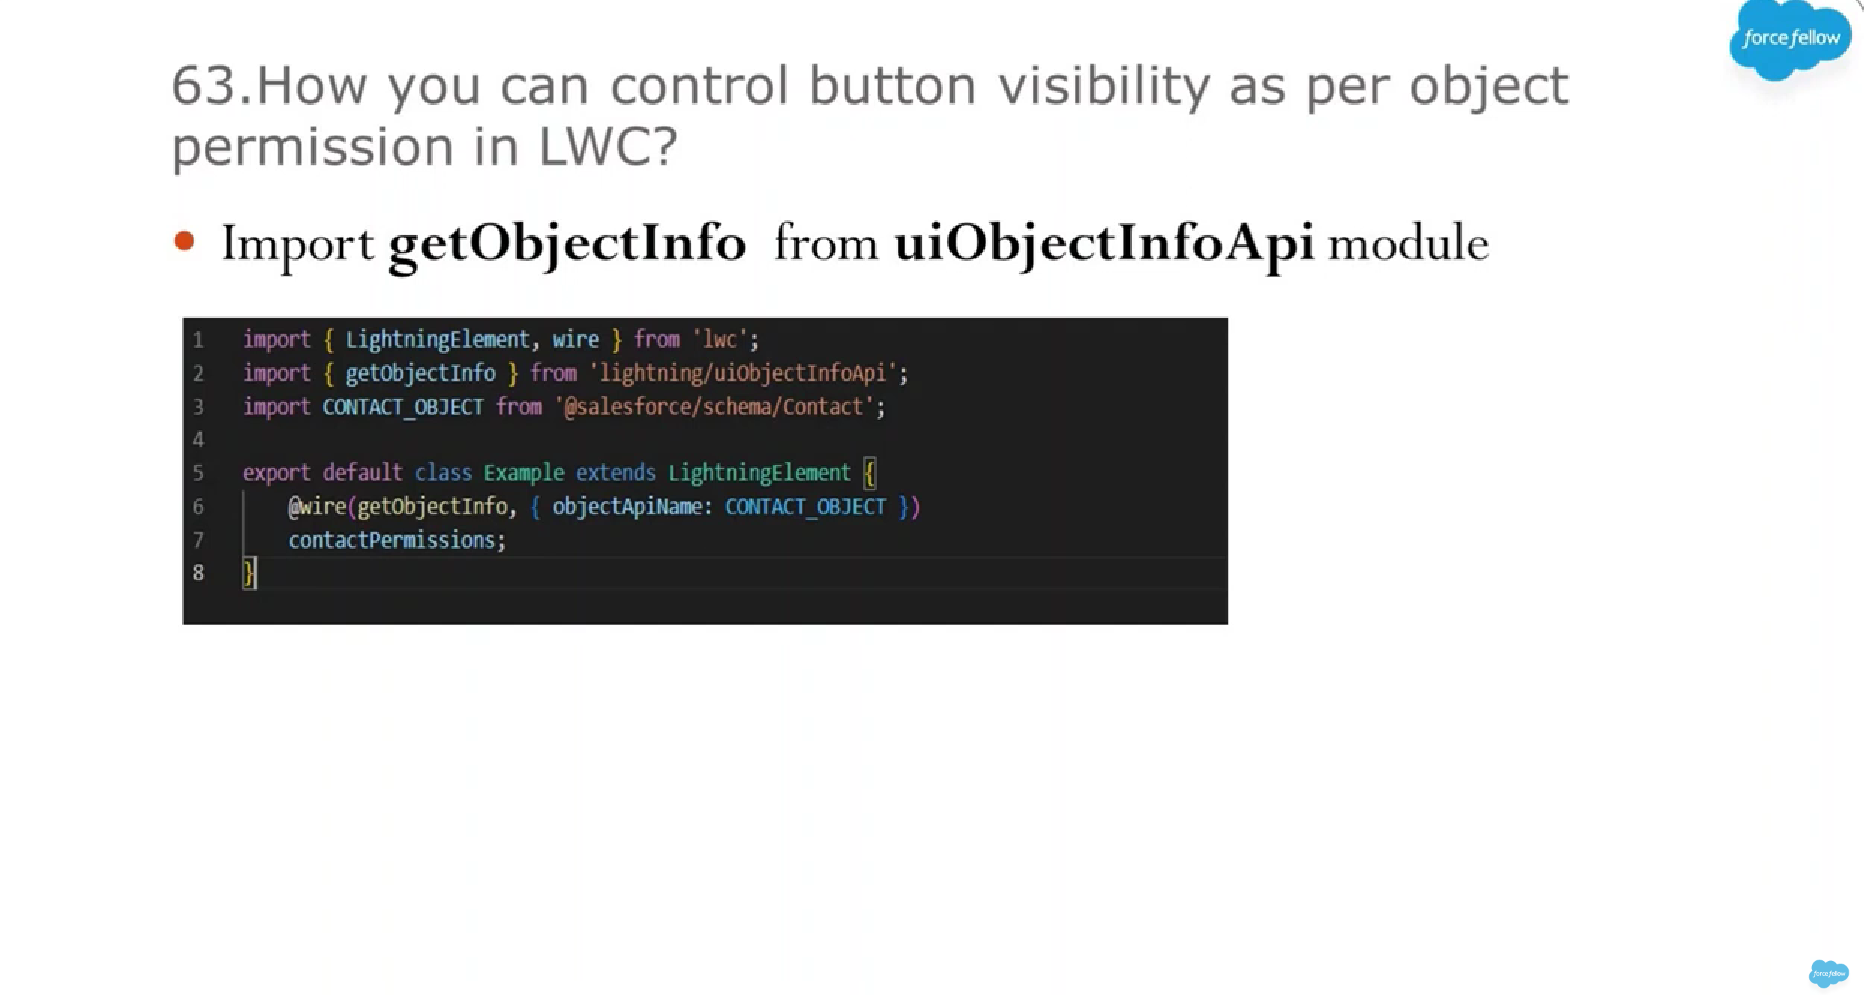 force fellow
63.How you can control button visibility as per object
permission in LWC?
• Import getObjectInfo from uiObjectInfoApi module
1 import { LightningElement, wire } from 'lwc';
2 import { getObjectInfo } from 'lightning/uiObjectInfoApi';
3 import CONTACT_OBJECT from '@salesforce/schema/Contact';
4
5 export default class Example extends LightningElement {
6 @wire(getObjectInfo, { objectApiName: CONTACT_OBJECT })
7 contactPermissions;
8 }
force fellow